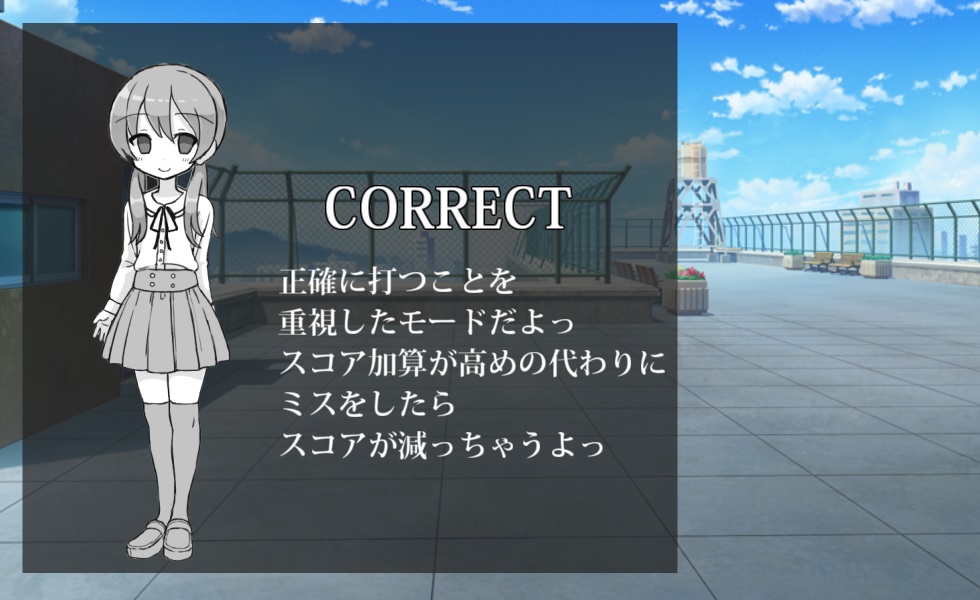 CORRECT
正確に打つことを
重視したモードだよっ
スコア加算が高めの代わりに
ミスをしたら
スコアが減っちゃうよっ